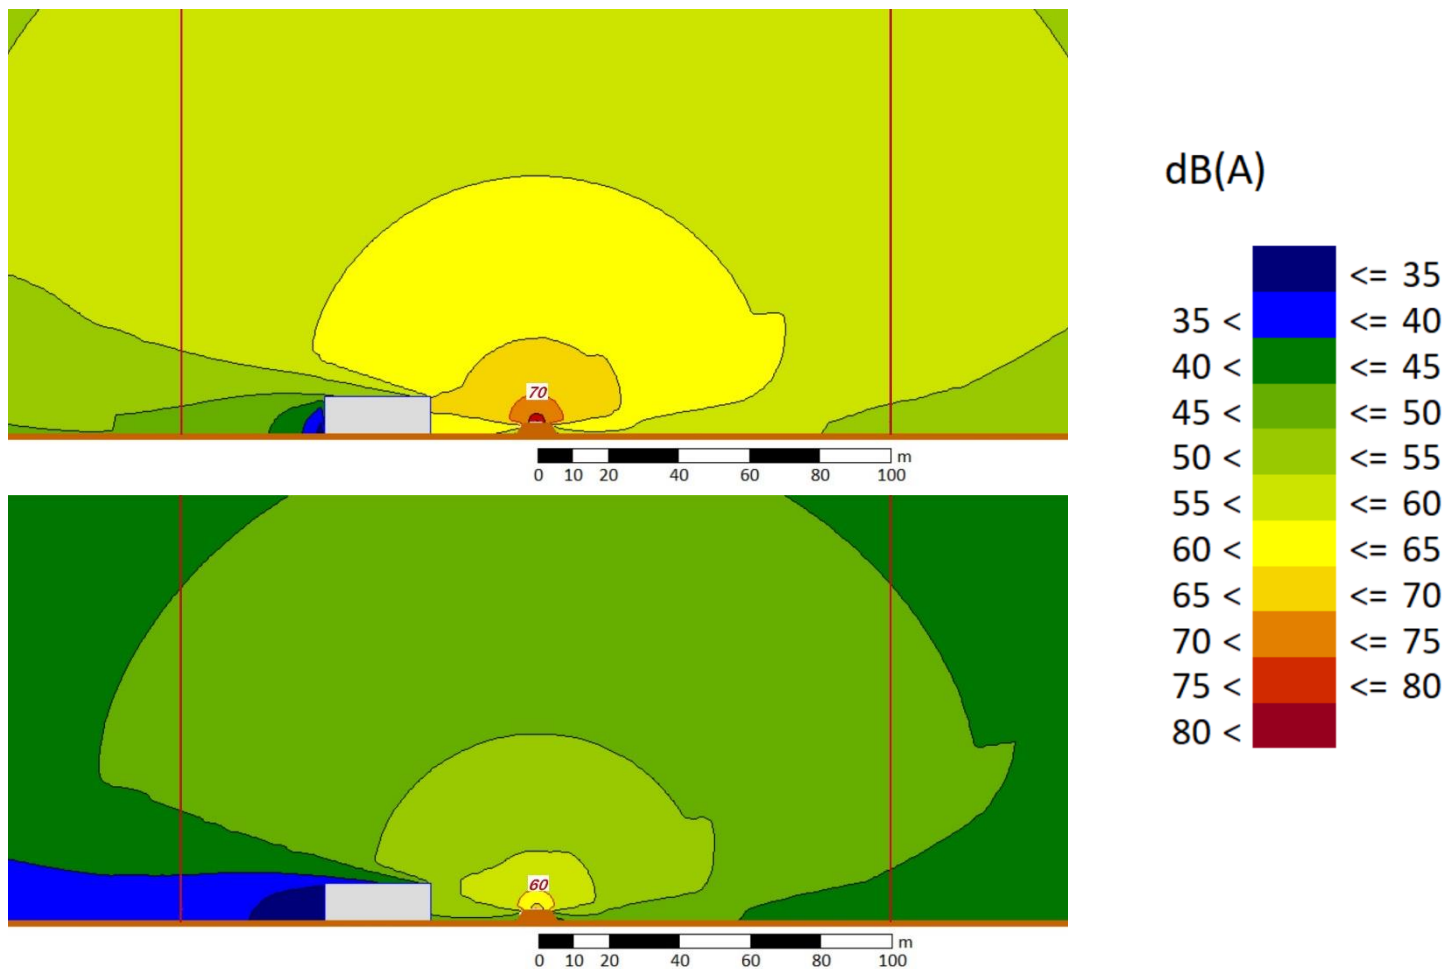 dB(A)
<= 35
35 < <= 40
40 < <= 45
45 < <= 50
50 < <= 55
55 < <= 60
60 < <= 65
65 < <= 70
70 < <= 75
75 < <= 80
80 <
70
m
0 10 20 40 60 80 100
60
m
0 10 20 40 60 80 100